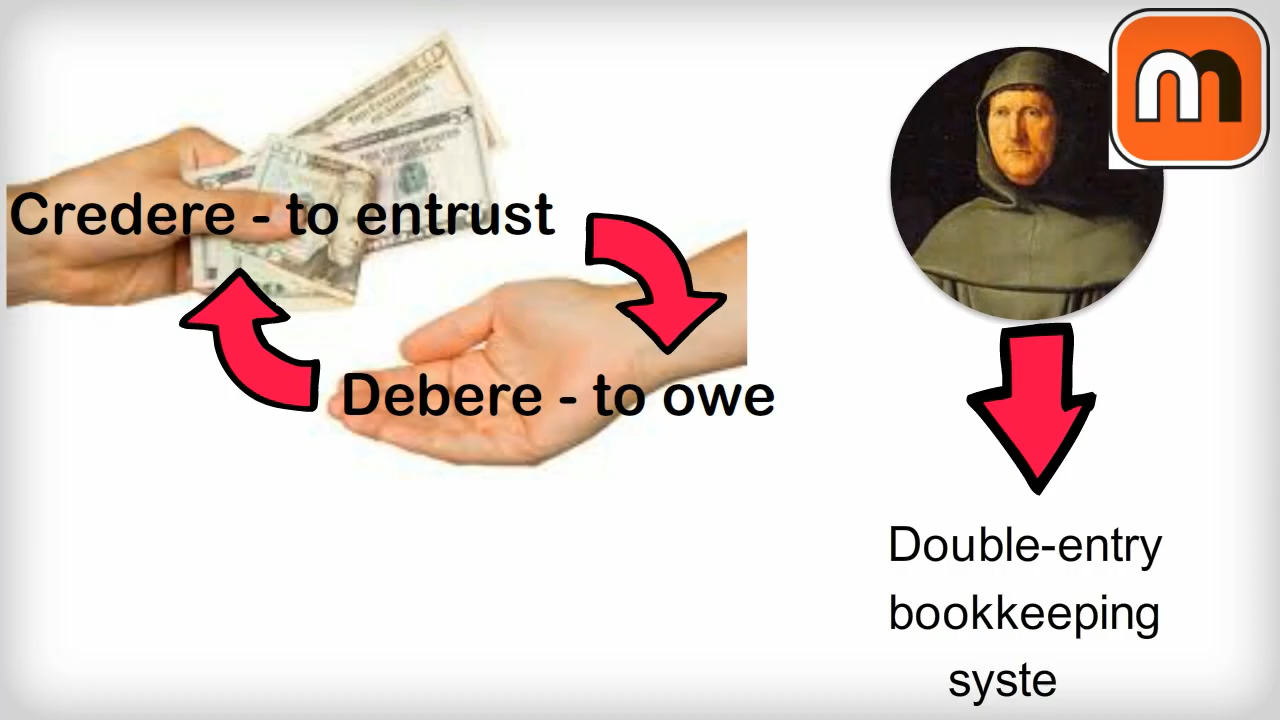 Credere - to entrust
Debere - to owe
Double-entry
bookkeeping
syste